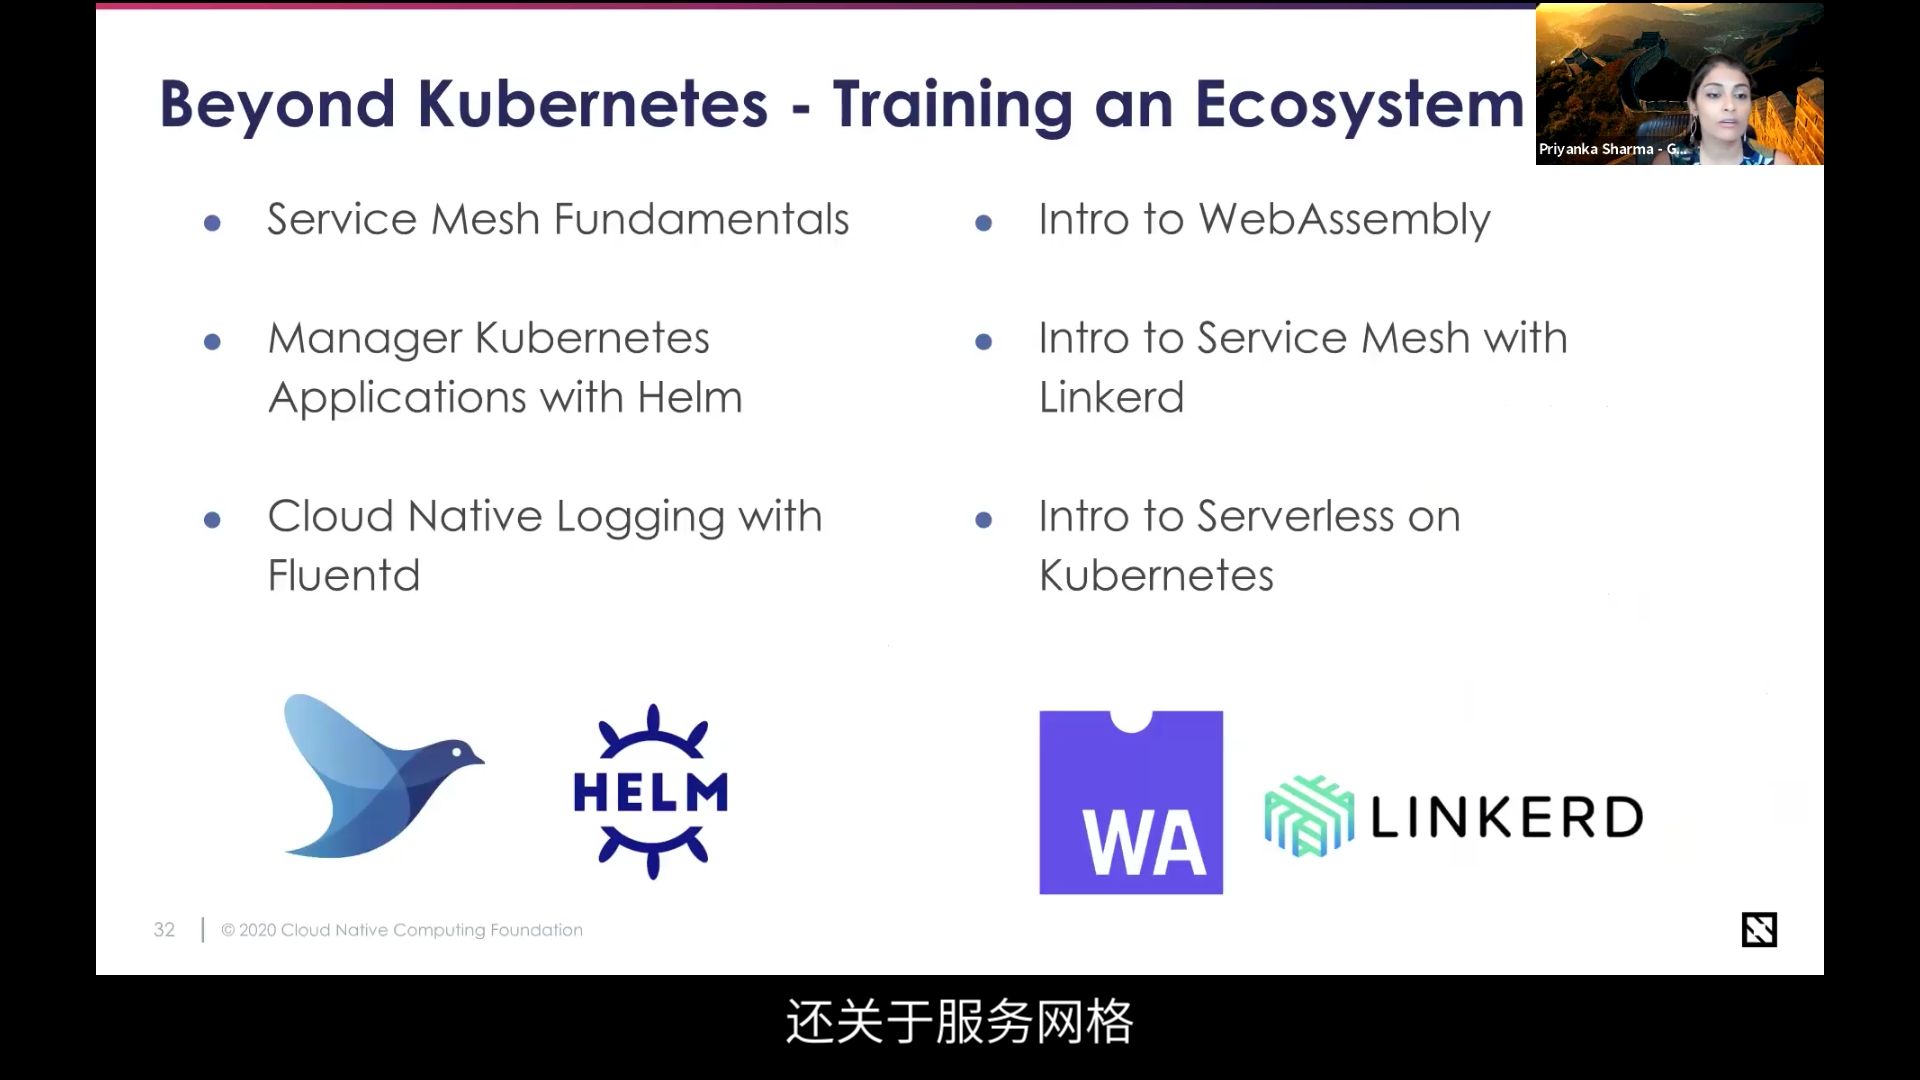 Beyond Kubernetes - Training an Ecosystem
Priyanka Sharma - G...
Service Mesh Fundamentals
Manager Kubernetes
Applications with Helm
Cloud Native Logging with
Fluentd
Intro to WebAssembly
Intro to Service Mesh with
Linkerd
Intro to Serverless on
Kubernetes
HELM
WA
LINKERD
32
© 2020 Cloud Native Computing Foundation
还关于服务网格